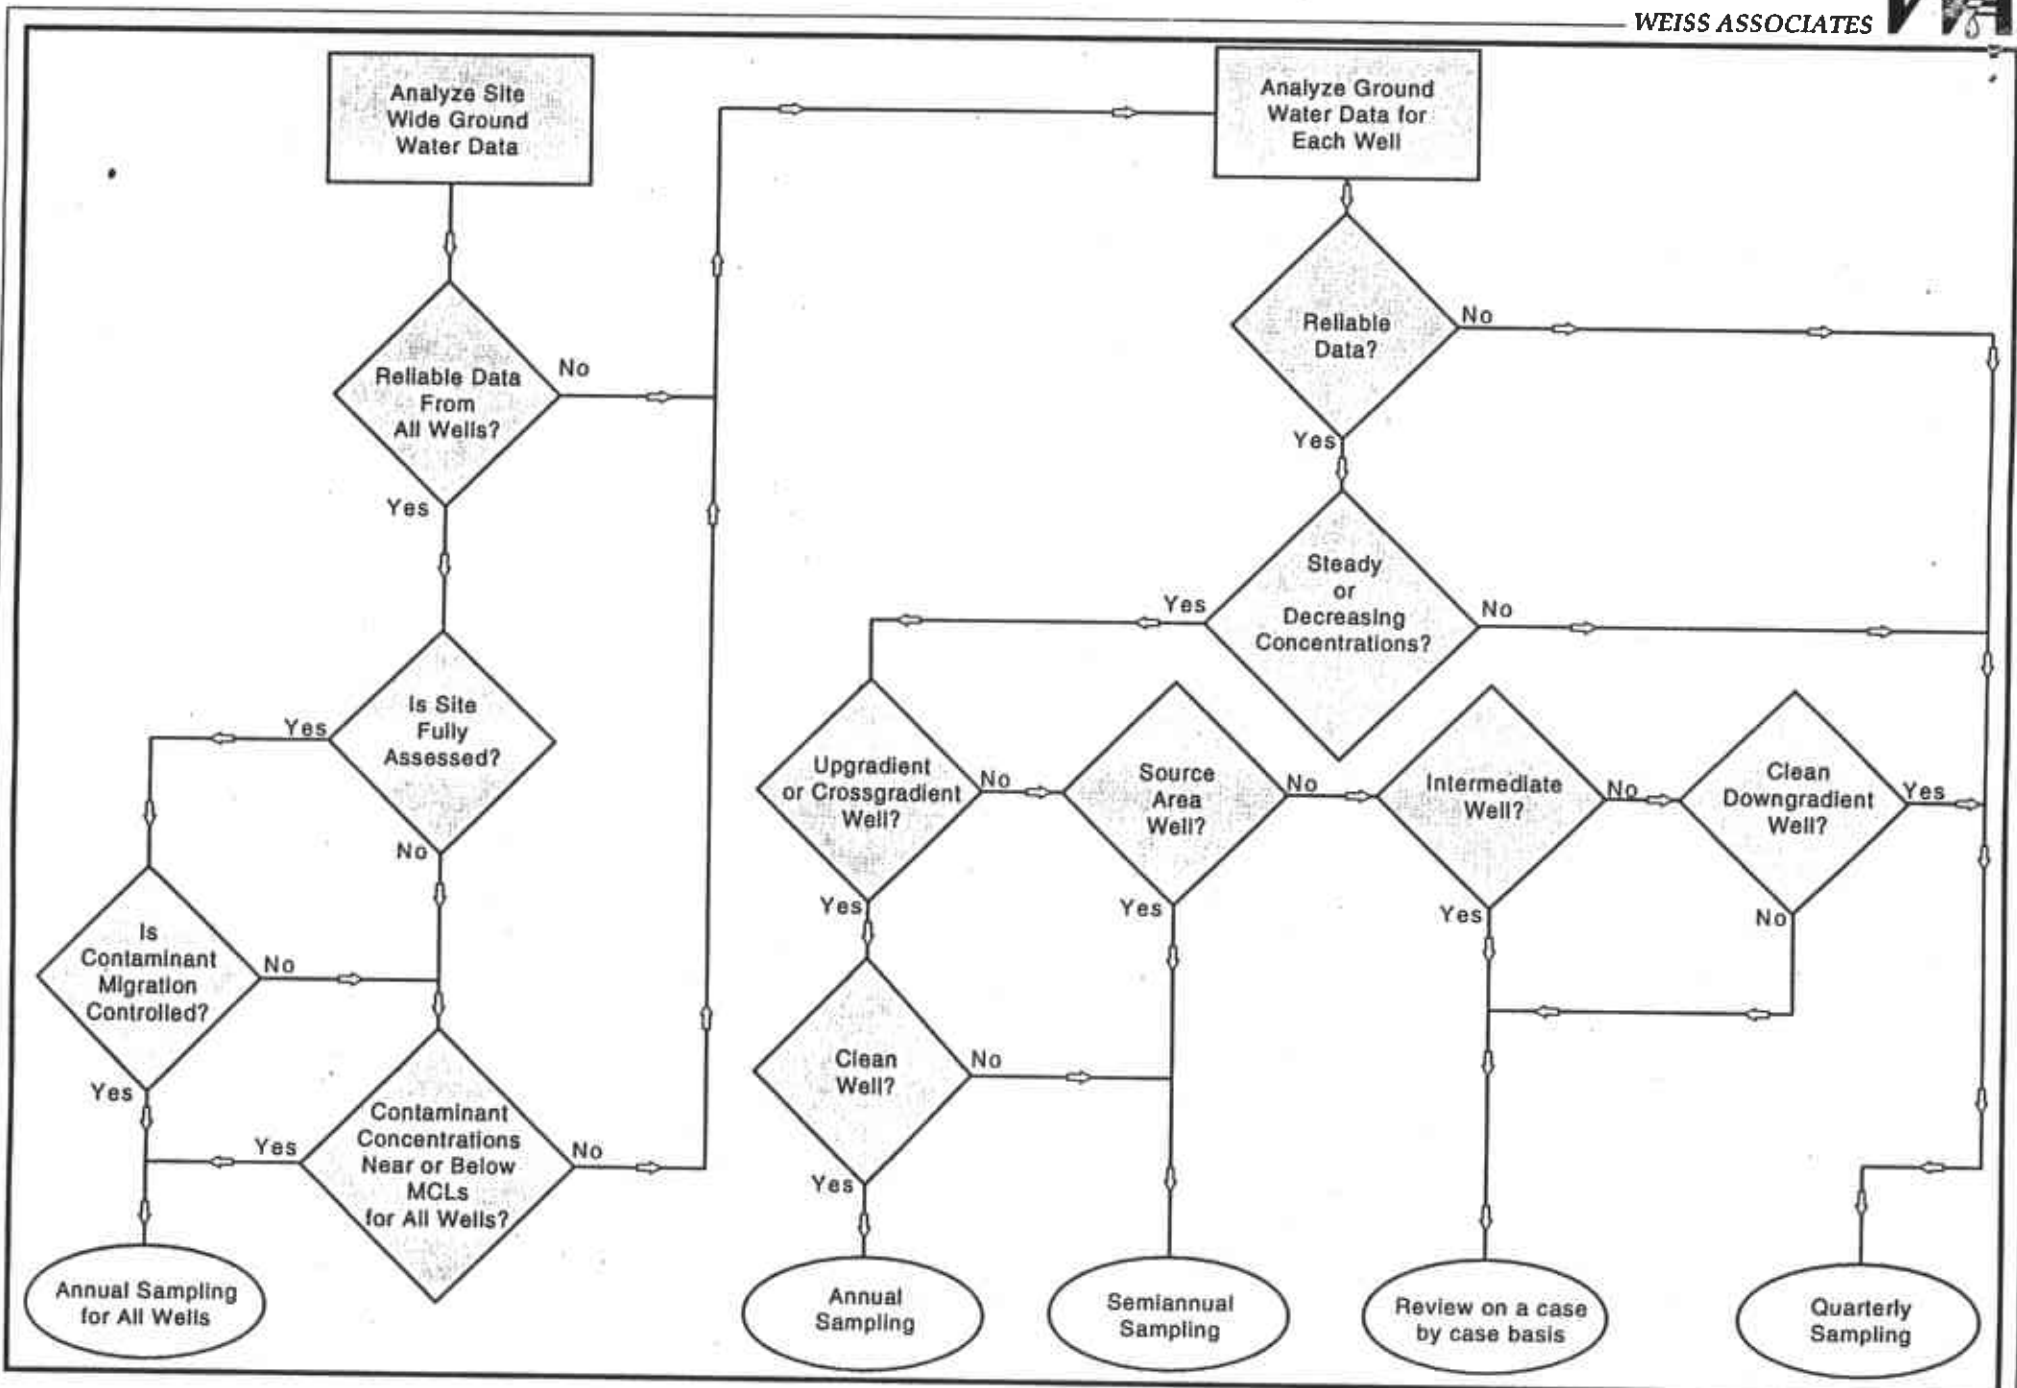 WEISS ASSOCIATES
Analyze Site
Wide Ground
Water Data
Reliable Data
From
All Wells?
No
Yes
Is Site
Fully
Assessed?
Yes
No
Is
Contaminant
Migration
Controlled?
No
Yes
Contaminant
Concentrations
Near or Below
MCLs
for All Wells?
Yes
No
Annual Sampling
for All Wells
Analyze Ground
Water Data for
Each Well
Reliable
Data?
No
Yes
Steady
or
Decreasing
Concentrations?
Yes
No
Upgradient
or Crossgradient
Well?
No
Yes
Source
Area
Well?
No
Yes
Intermediate
Well?
No
Yes
Clean
Downgradient
Well?
Yes
No
Clean
Well?
No
Yes
Annual
Sampling
Semiannual
Sampling
Review on a case
by case basis
Quarterly
Sampling